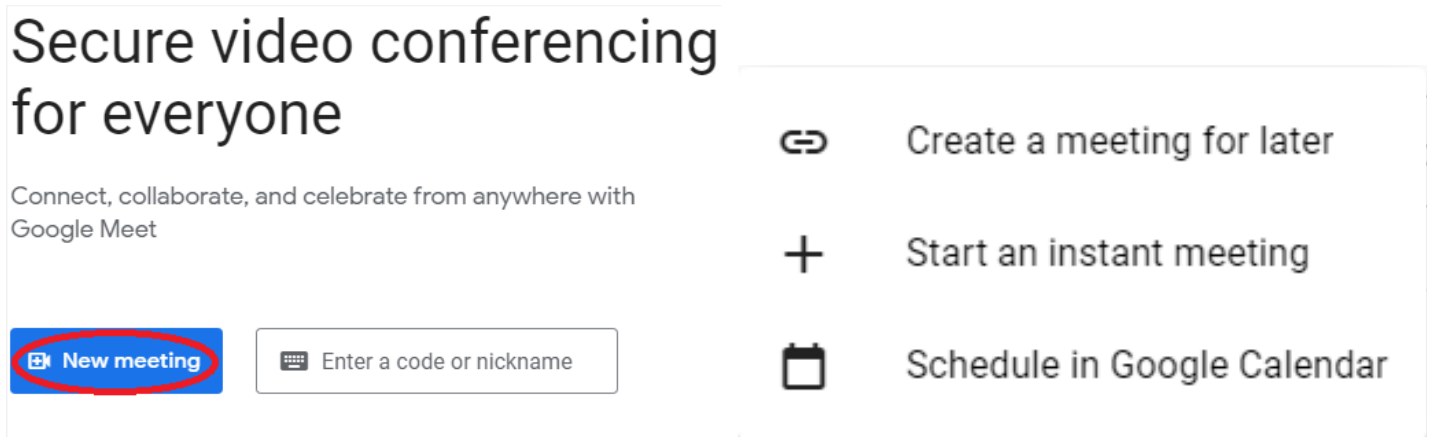 Secure video conferencing
for everyone
Connect, collaborate, and celebrate from anywhere with
Google Meet
New meeting
Enter a code or nickname
Create a meeting for later
Start an instant meeting
Schedule in Google Calendar